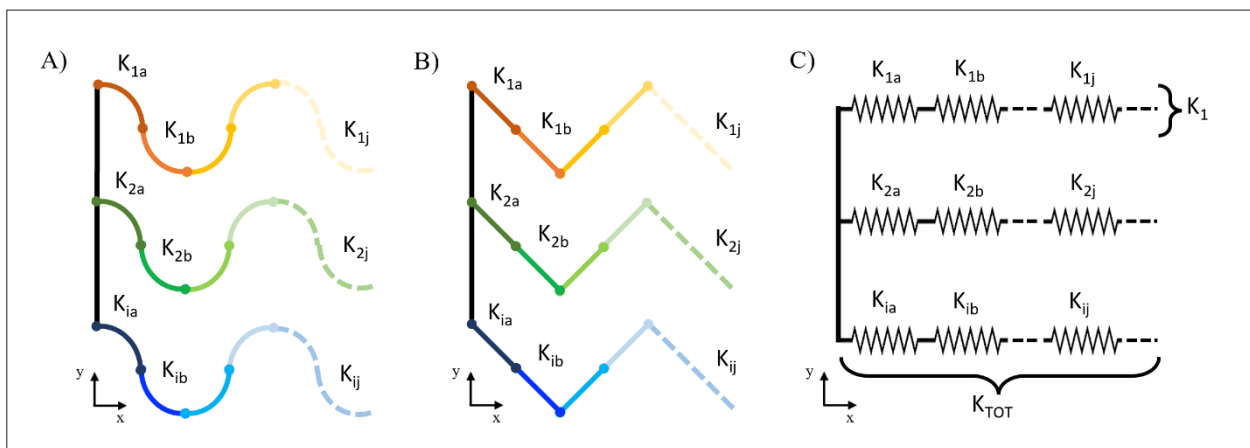 A)
K1a
K1b
K1j
K2a
K2b
K2j
Kia
Kib
Kij
y
x
B)
K1a
K1b
K1j
K2a
K2b
K2j
Kia
Kib
Kij
y
x
C)
K1a
K1b
K1j
K1
K2a
K2b
K2j
Kia
Kib
Kij
y
x
KTOT